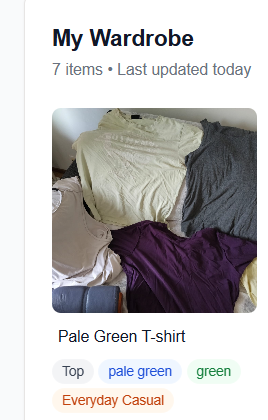 My Wardrobe
7 items • Last updated today
Pale Green T-shirt
Top pale green green
Everyday Casual